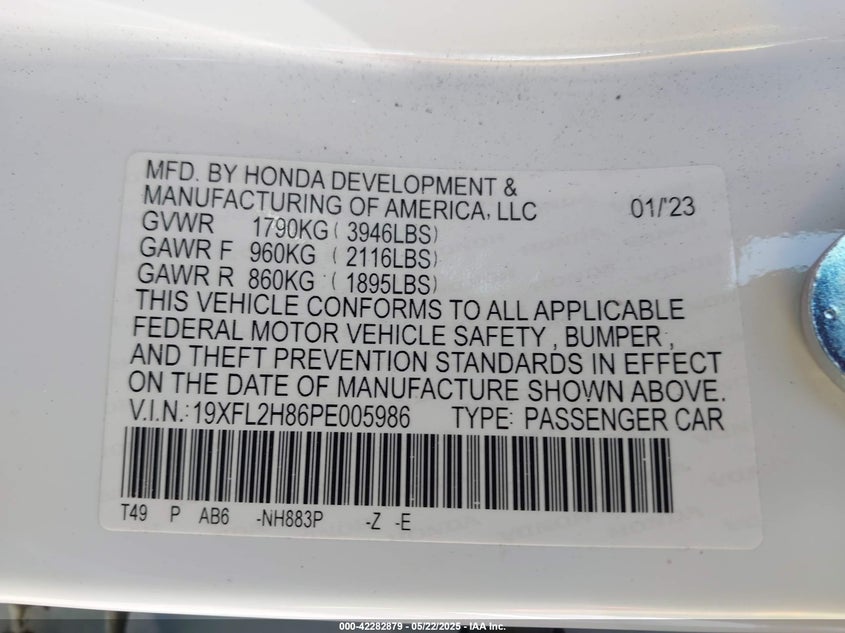 MFD. BY HONDA DEVELOPMENT &
MANUFACTURING OF AMERICA, LLC 01/'23
GVWR 1790KG ( 3946LBS)
GAWR F 960KG ( 2116LBS)
GAWR R 860KG ( 1895LBS)
THIS VEHICLE CONFORMS TO ALL APPLICABLE
FEDERAL MOTOR VEHICLE SAFETY , BUMPER ,
AND THEFT PREVENTION STANDARDS IN EFFECT
ON THE DATE OF MANUFACTURE SHOWN ABOVE.
V.I.N.: 19XFL2H86PE005986 TYPE: PASSENGER CAR
T49 P AB6 -NH883P -Z -E
000-42282879 - 05/22/2025 - IAA Inc.